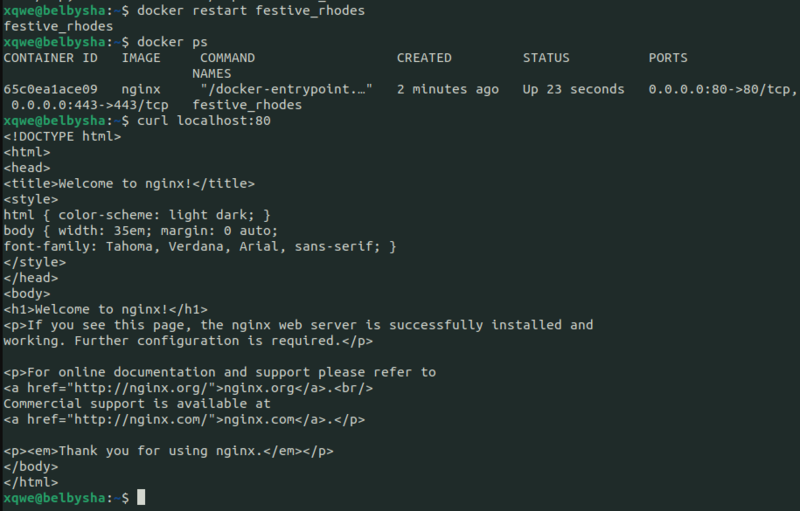 xqwe@belbysha:~$ docker restart festive_rhodes
festive_rhodes
xqwe@belbysha:~$ docker ps
CONTAINER ID   IMAGE     COMMAND                  CREATED         STATUS          PORTS
                         NAMES
65c0ea1ace09   nginx     "/docker-entrypoint.…"   2 minutes ago   Up 23 seconds   0.0.0.0:80->80/tcp,
 0.0.0.0:443->443/tcp   festive_rhodes
xqwe@belbysha:~$ curl localhost:80
<!DOCTYPE html>
<html>
<head>
<title>Welcome to nginx!</title>
<style>
html { color-scheme: light dark; }
body { width: 35em; margin: 0 auto;
font-family: Tahoma, Verdana, Arial, sans-serif; }
</style>
</head>
<body>
<h1>Welcome to nginx!</h1>
<p>If you see this page, the nginx web server is successfully installed and
working. Further configuration is required.</p>

<p>For online documentation and support please refer to
<a href="http://nginx.org/">nginx.org</a>.<br/>
Commercial support is available at
<a href="http://nginx.com/">nginx.com</a>.</p>

<p><em>Thank you for using nginx.</em></p>
</body>
</html>
xqwe@belbysha:~$